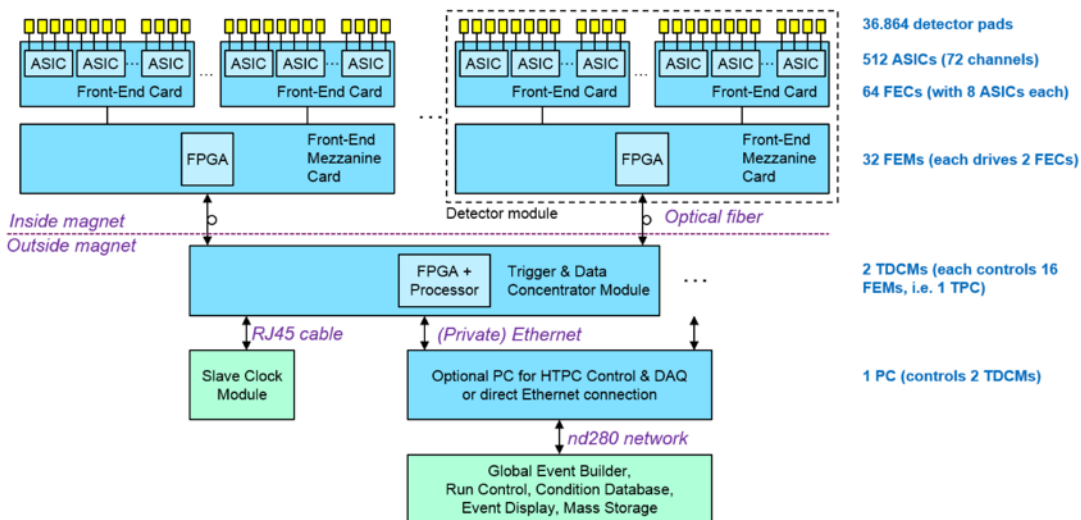 36.864 detector pads
ASIC ASIC ... ASIC ... ASIC ASIC ... ASIC ASIC ASIC ... ASIC ... ASIC ASIC ... ASIC
512 ASICs (72 channels)
Front-End Card Front-End Card Front-End Card Front-End Card
64 FECs (with 8 ASICs each)
...
FPGA
Front-End
Mezzanine
Card
FPGA
Front-End
Mezzanine
Card
32 FEMs (each drives 2 FECs)
Detector module
Inside magnet
Optical fiber
Outside magnet
FPGA +
Processor
Trigger & Data
Concentrator Module
...
2 TDCMs (each controls 16
FEMs, i.e. 1 TPC)
RJ45 cable
(Private) Ethernet
Slave Clock
Module
Optional PC for HTPC Control & DAQ
or direct Ethernet connection
1 PC (controls 2 TDCMs)
nd280 network
Global Event Builder,
Run Control, Condition Database,
Event Display, Mass Storage